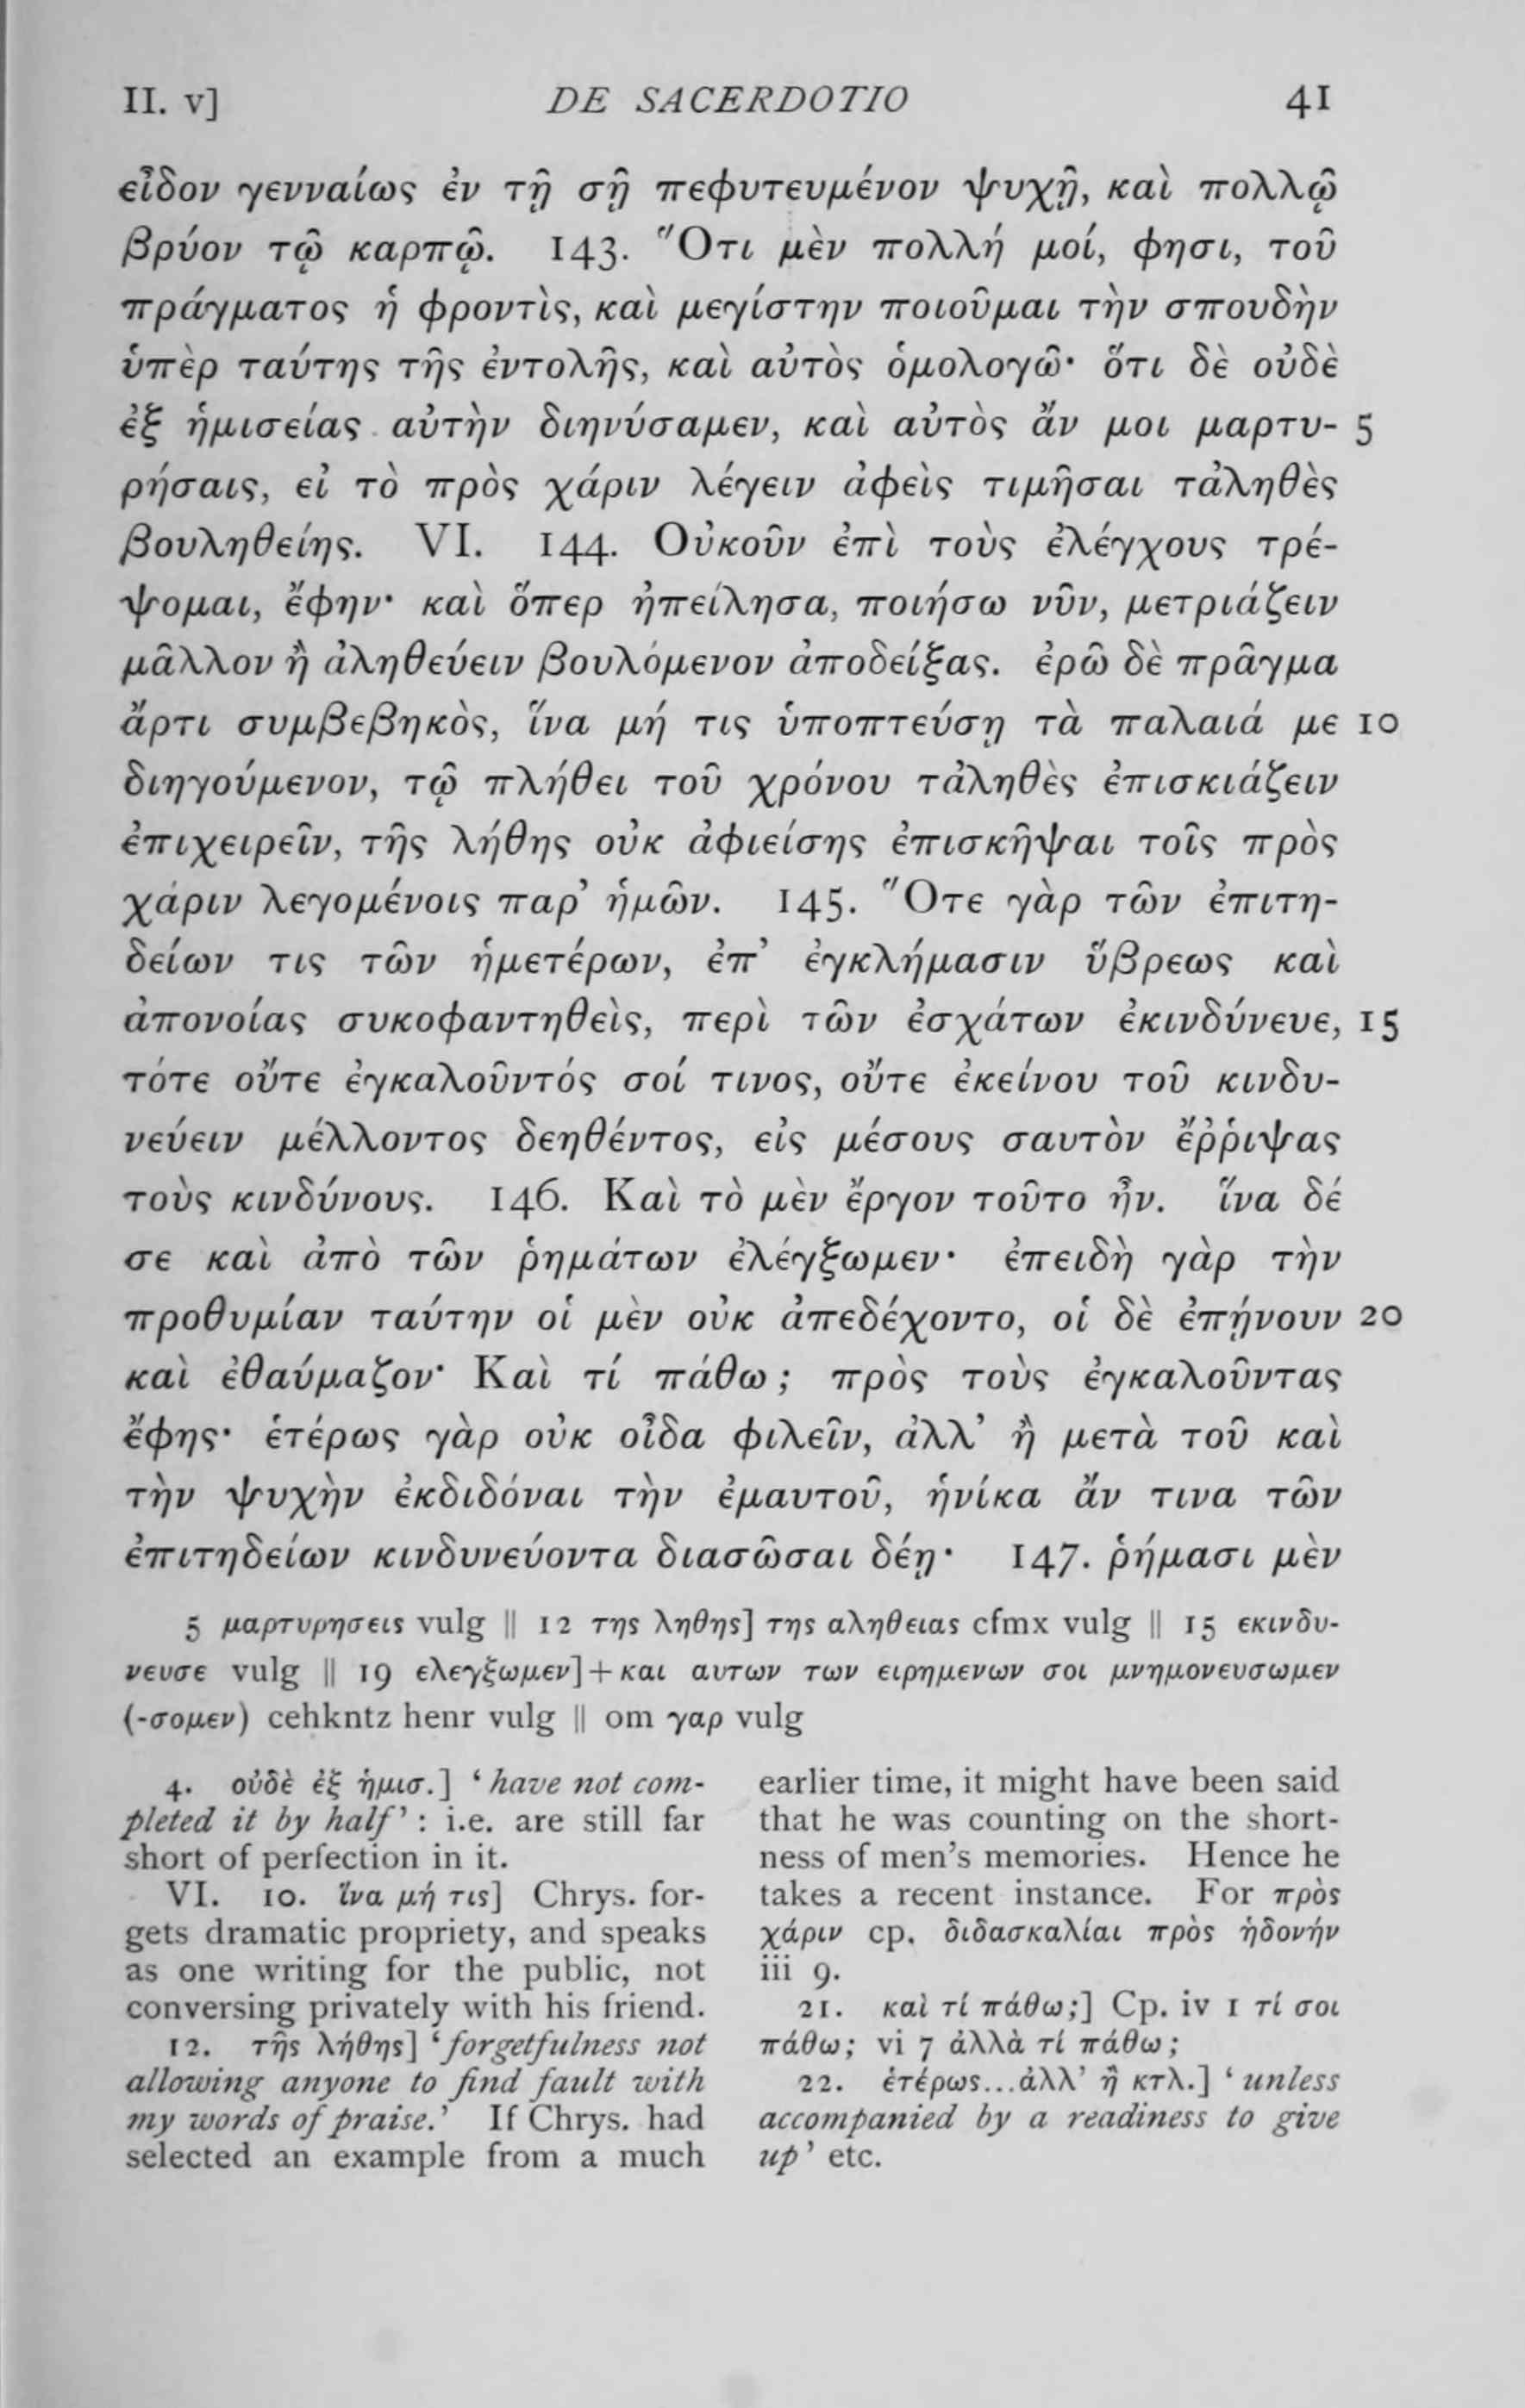 II. v] DE SACERDOTIO 41
εἶδον γενναίως ἐν τῇ σῇ πεφυτευμένον ψυχῇ, καὶ πολλῷ
βρύον τῷ καρπῷ. 143. Ὅτι μὲν πολλή μοί, φησι, τοῦ
πράγματος ἡ φροντὶς, καὶ μεγίστην ποιοῦμαι τὴν σπουδὴν
ὑπὲρ ταύτης τῆς ἐντολῆς, καὶ αὐτὸς ὁμολογῶ· ὅτι δὲ οὐδὲ
ἐξ ἡμισείας αὐτὴν διηνύσαμεν, καὶ αὐτὸς ἄν μοι μαρτυ- 5
ρήσαις, εἰ τὸ πρὸς χάριν λέγειν ἀφεὶς τιμῆσαι τἀληθὲς
βουληθείης. VI. 144. Οὐκοῦν ἐπὶ τοὺς ἐλέγχους τρέ-
ψομαι, ἔφην· καὶ ὅπερ ἠπείλησα, ποιήσω νῦν, μετριάζειν
μᾶλλον ἢ ἀληθεύειν βουλόμενον ἀποδείξας. ἐρῶ δὲ πρᾶγμα
ἄρτι συμβεβηκὸς, ἵνα μή τις ὑποπτεύσῃ τὰ παλαιά με 10
διηγούμενον, τῷ πλήθει τοῦ χρόνου τἀληθὲς ἐπισκιάζειν
ἐπιχειρεῖν, τῆς λήθης οὐκ ἀφιείσης ἐπισκῆψαι τοῖς πρὸς
χάριν λεγομένοις παρ’ ἡμῶν. 145. Ὅτε γὰρ τῶν ἐπιτη-
δείων τις τῶν ἡμετέρων, ἐπ’ ἐγκλήμασιν ὕβρεως καὶ
ἀπονοίας συκοφαντηθεὶς, περὶ τῶν ἐσχάτων ἐκινδύνευε, 15
τότε οὔτε ἐγκαλοῦντός σοί τινος, οὔτε ἐκείνου τοῦ κινδυ-
νεύειν μέλλοντος δεηθέντος, εἰς μέσους σαυτὸν ἔῤῥιψας
τοὺς κινδύνους. 146. Καὶ τὸ μὲν ἔργον τοῦτο ἦν. ἵνα δέ
σε καὶ ἀπὸ τῶν ῥημάτων ἐλέγξωμεν· ἐπειδὴ γὰρ τὴν
προθυμίαν ταύτην οἱ μὲν οὐκ ἀπεδέχοντο, οἱ δὲ ἐπῄνουν 20
καὶ ἐθαύμαζον· Καὶ τί πάθω; πρὸς τοὺς ἐγκαλοῦντας
ἔφης· ἑτέρως γὰρ οὐκ οἶδα φιλεῖν, ἀλλ’ ἢ μετὰ τοῦ καὶ
τὴν ψυχὴν ἐκδιδόναι τὴν ἐμαυτοῦ, ἡνίκα ἄν τινα τῶν
ἐπιτηδείων κινδυνεύοντα διασῶσαι δέῃ· 147. ῥήμασι μὲν
5 μαρτυρησεις vulg || 12 της ληθης] της αληθειας cfmx vulg || 15 εκινδυ-
νευσε vulg || 19 ελεγξωμεν]+και αυτων των ειρημενων σοι μνημονευσωμεν
(-σομεν) cehkntz henr vulg || om γαρ vulg
4. οὐδὲ ἐξ ἡμισ.] ‘have not com-
pleted it by half’: i.e. are still far
short of perfection in it.
VI. 10. ἵνα μή τις] Chrys. for-
gets dramatic propriety, and speaks
as one writing for the public, not
conversing privately with his friend.
12. τῆς λήθης] ‘forgetfulness not
allowing anyone to find fault with
my words of praise.’ If Chrys. had
selected an example from a much
earlier time, it might have been said
that he was counting on the short-
ness of men's memories. Hence he
takes a recent instance. For πρὸς
χάριν cp. διδασκαλίαι πρὸς ἡδονήν
iii 9.
21. καὶ τί πάθω;] Cp. iv 1 τί σοι
πάθω; vi 7 ἀλλὰ τί πάθω;
22. ἑτέρως...ἀλλ’ ἢ κτλ.] ‘unless
accompanied by a readiness to give
up’ etc.